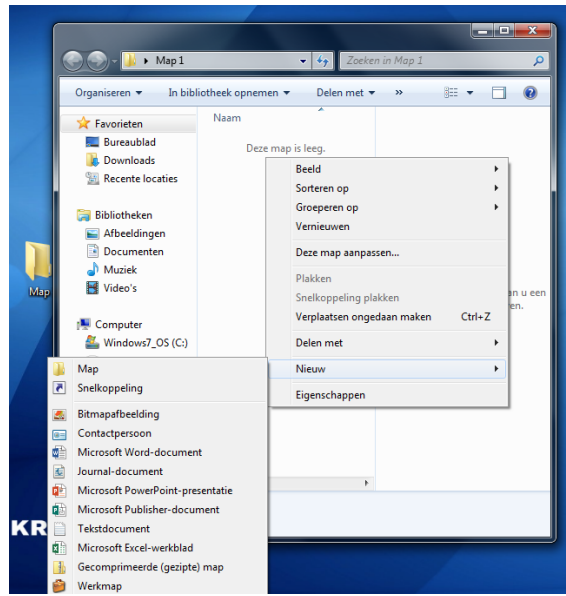 Map 1
Zoeken in Map 1
Organiseren
In bibliotheek opnemen
Delen met
»
Naam
Deze map is leeg.
Favorieten
Bureaublad
Downloads
Recente locaties
Bibliotheken
Afbeeldingen
Documenten
Muziek
Video's
Computer
Windows7_OS (C:)
Map
an u een
en.
Beeld
Sorteren op
Groeperen op
Vernieuwen
Deze map aanpassen...
Plakken
Snelkoppeling plakken
Verplaatsen ongedaan maken Ctrl+Z
Delen met
Nieuw
Eigenschappen
Map
Snelkoppeling
Bitmapafbeelding
Contactpersoon
Microsoft Word-document
Journal-document
Microsoft PowerPoint-presentatie
Microsoft Publisher-document
Tekstdocument
Microsoft Excel-werkblad
Gecomprimeerde (gezipte) map
Werkmap
KR